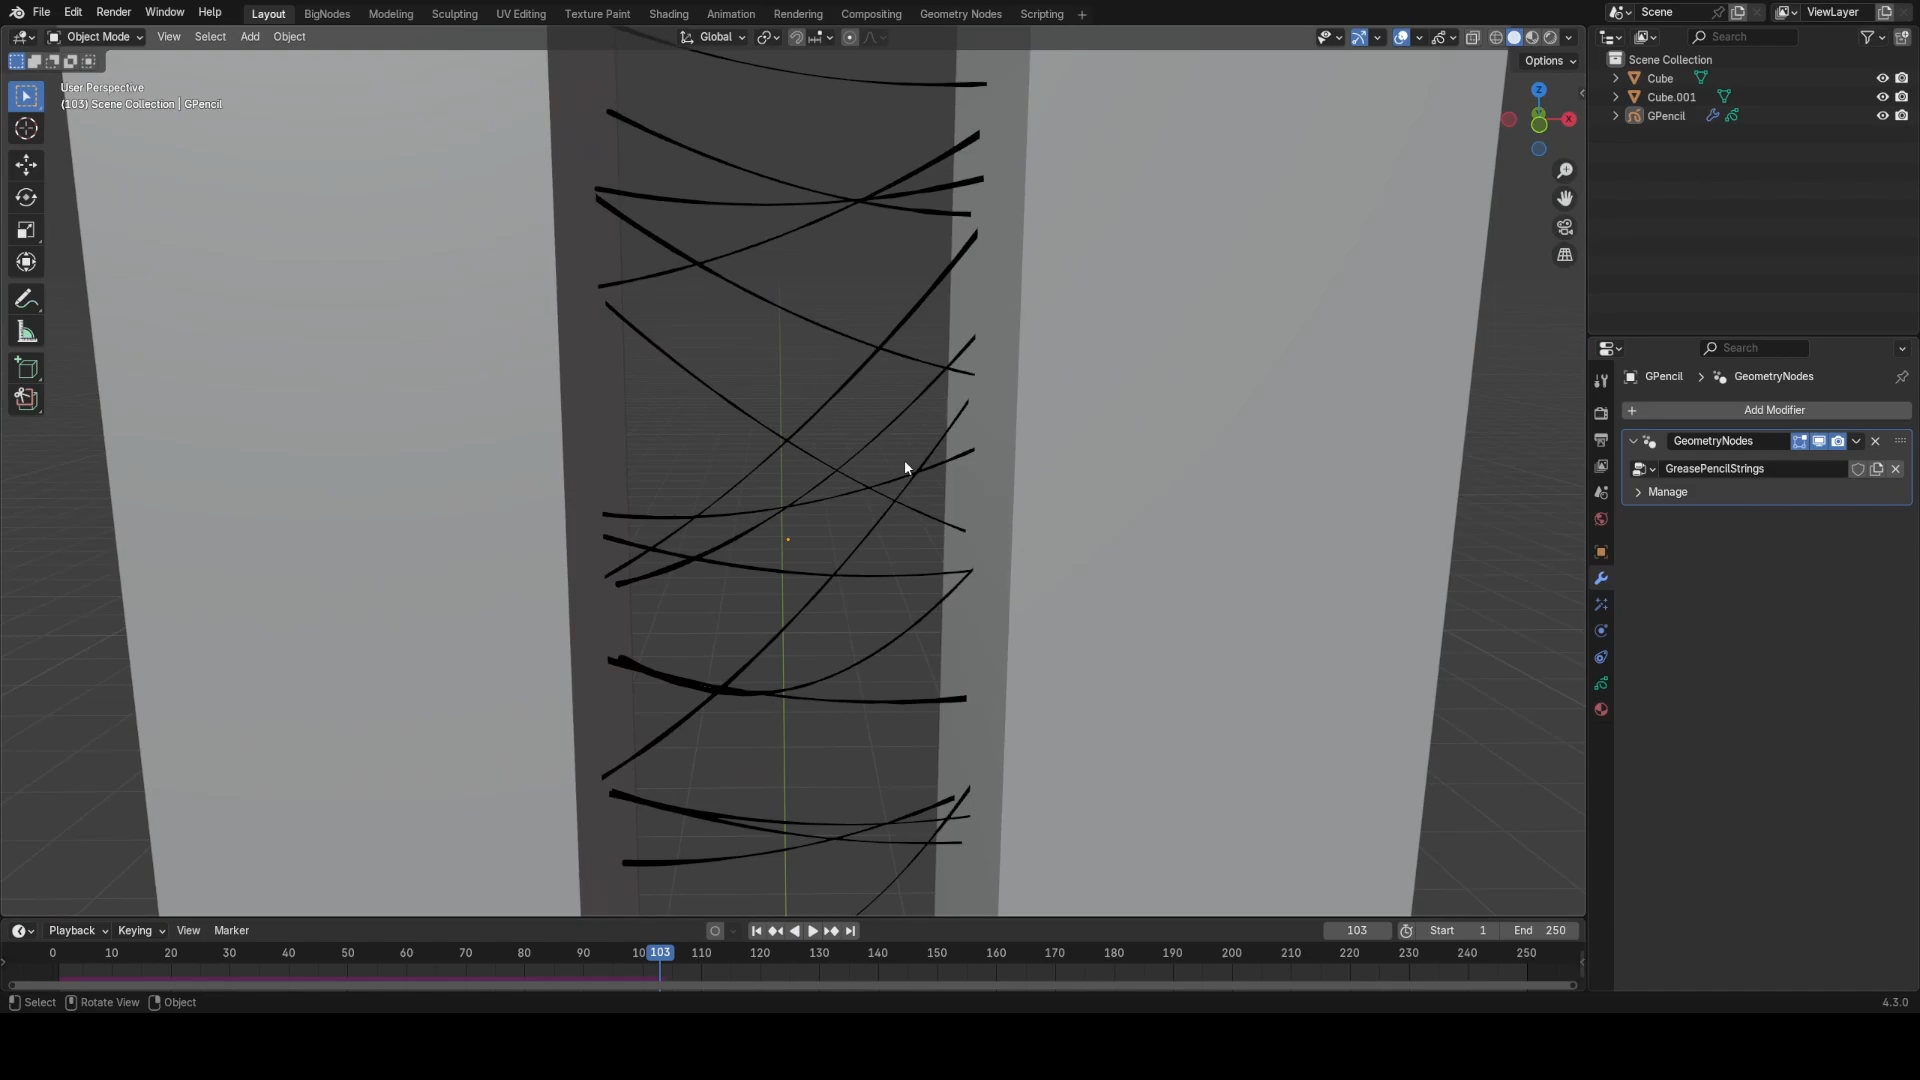 File Edit Render Window Help
Layout BigNodes Modeling Sculpting UV Editing Texture Paint Shading Animation Rendering Compositing Geometry Nodes Scripting +
Scene ViewLayer
Object Mode View Select Add Object
Global
Search
Options
User Perspective
(103) Scene Collection | GPencil
Z
X
Scene Collection
Cube
Cube.001
GPencil
Search
GPencil > GeometryNodes
+ Add Modifier
GeometryNodes
GreasePencilStrings
Manage
Playback Keying View Marker
103 Start 1 End 250
0 10 20 30 40 50 60 70 80 90 10 103 110 120 130 140 150 160 170 180 190 200 210 220 230 240 250
Select Rotate View Object
4.3.0